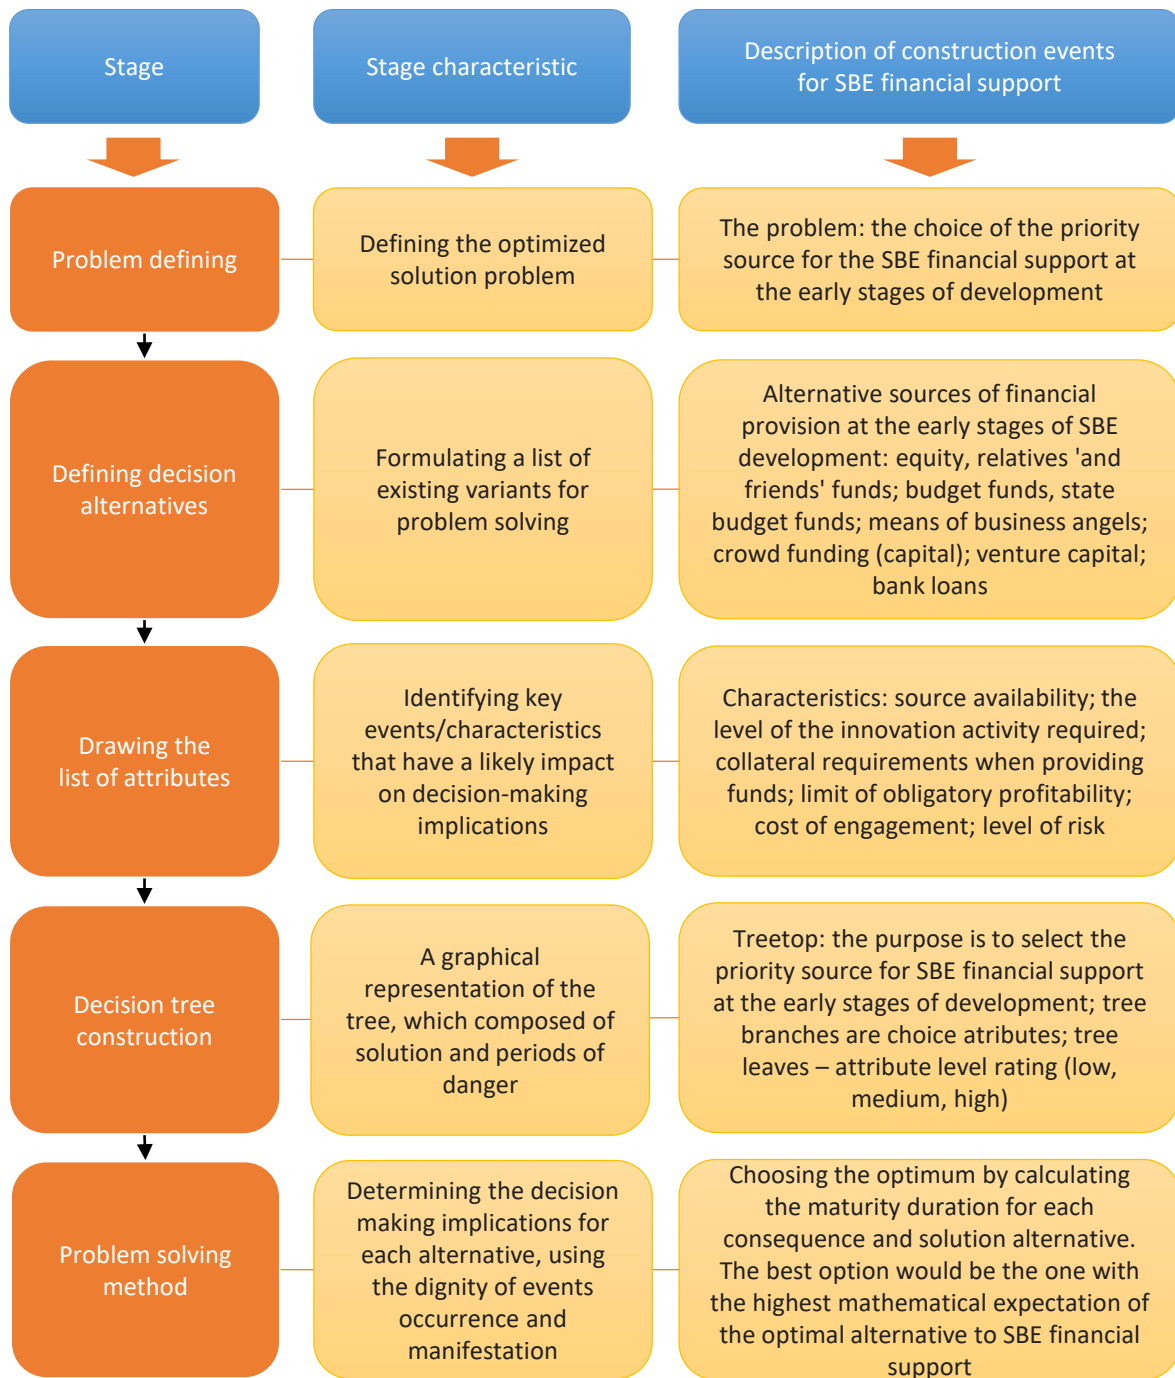 Stage
Stage characteristic
Description of construction events
for SBE financial support
Problem defining
Defining the optimized
solution problem
The problem: the choice of the priority
source for the SBE financial support at
the early stages of development
Defining decision
alternatives
Formulating a list of
existing variants for
problem solving
Alternative sources of financial
provision at the early stages of SBE
development: equity, relatives 'and
friends' funds; budget funds, state
budget funds; means of business angels;
crowd funding (capital); venture capital;
bank loans
Drawing the
list of attributes
Identifying key
events/characteristics
that have a likely impact
on decision-making
implications
Characteristics: source availability; the
level of the innovation activity required;
collateral requirements when providing
funds; limit of obligatory profitability;
cost of engagement; level of risk
Decision tree
construction
A graphical
representation of the
tree, which composed of
solution and periods of
danger
Treetop: the purpose is to select the
priority source for SBE financial support
at the early stages of development; tree
branches are choice atributes; tree
leaves – attribute level rating (low,
medium, high)
Problem solving
method
Determining the decision
making implications for
each alternative, using
the dignity of events
occurrence and
manifestation
Choosing the optimum by calculating
the maturity duration for each
consequence and solution alternative.
The best option would be the one with
the highest mathematical expectation of
the optimal alternative to SBE financial
support